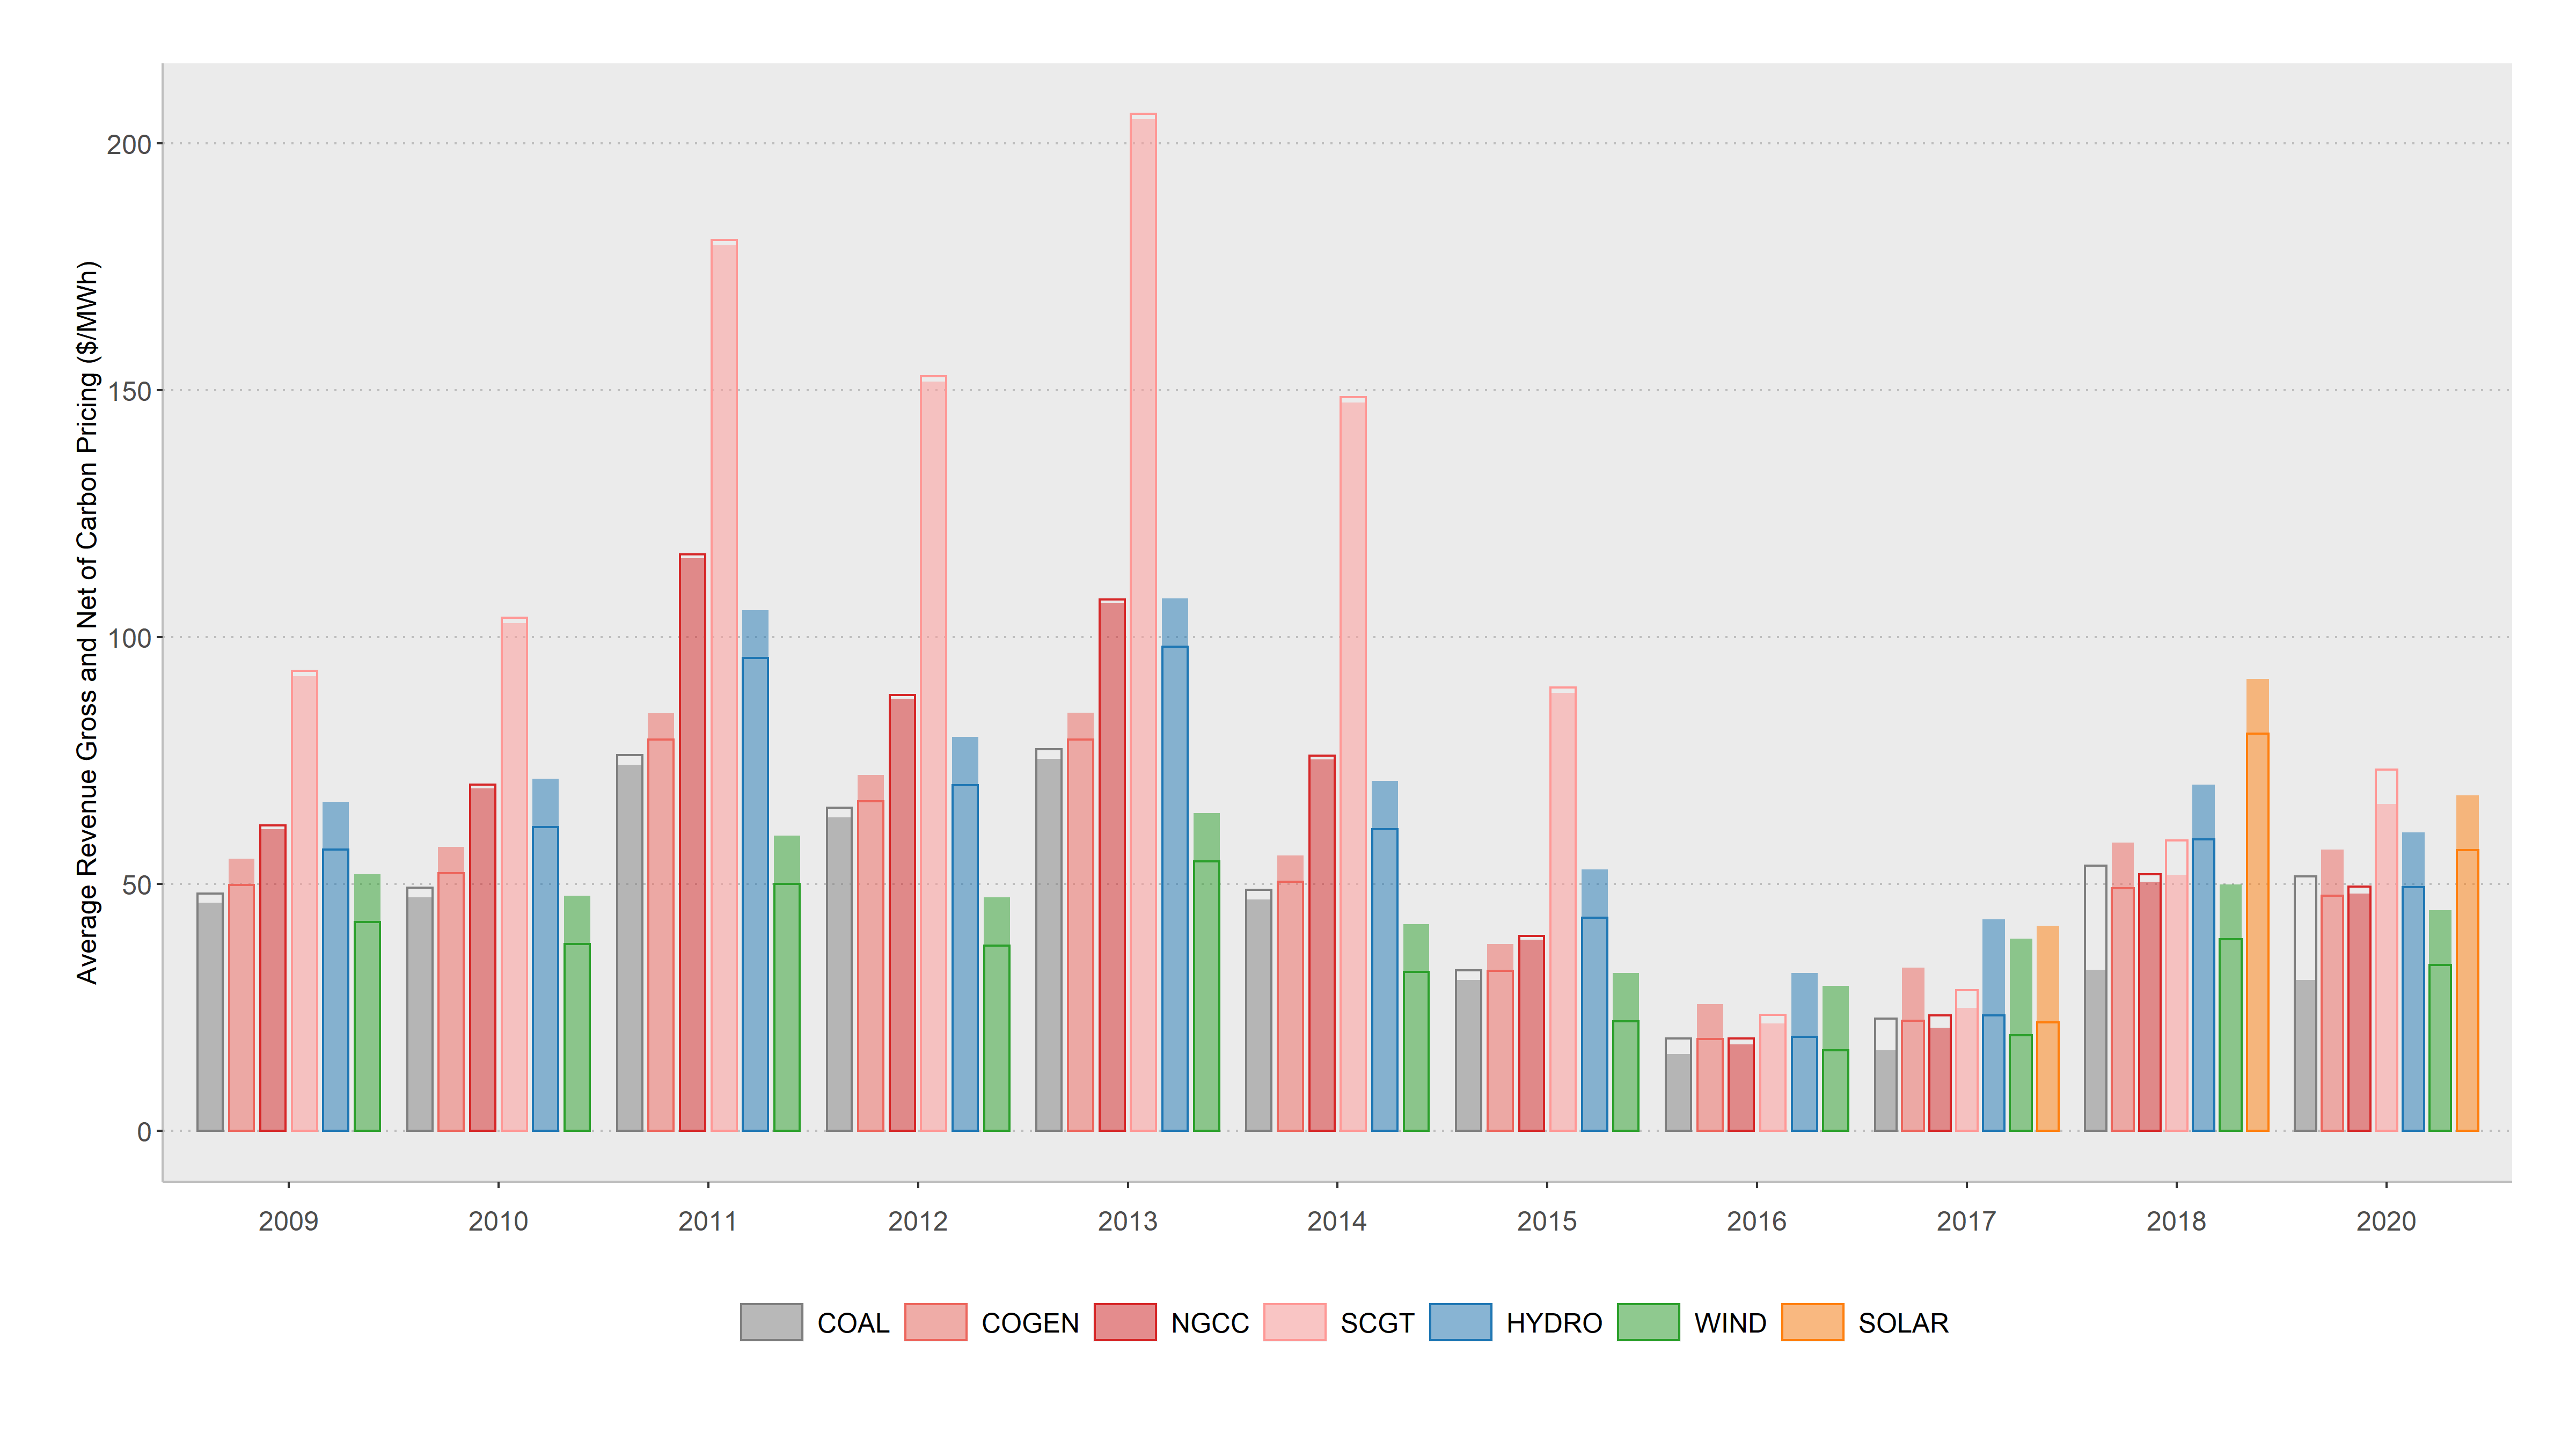 Average Revenue Gross and Net of Carbon Pricing ($/MWh)
200
150
100
50
0
2009 2010 2011 2012 2013 2014 2015 2016 2017 2018 2020
COAL COGEN NGCC SCGT HYDRO WIND SOLAR